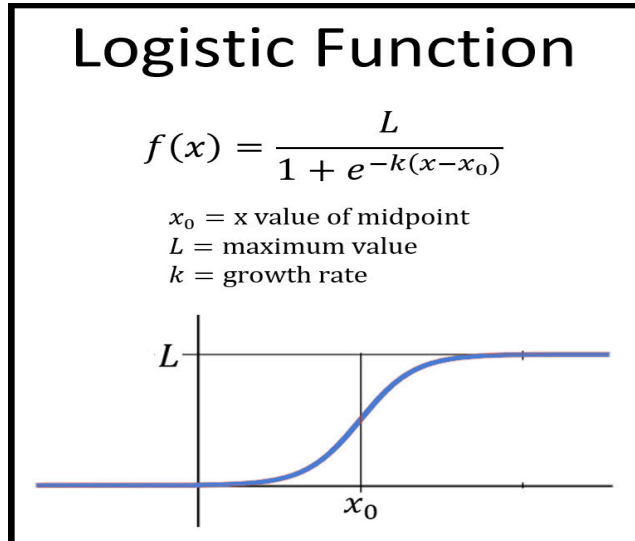 Logistic Function
f(x) = L / (1 + e^{-k(x-x₀)})
x₀ = x value of midpoint
L = maximum value
k = growth rate
L
x₀